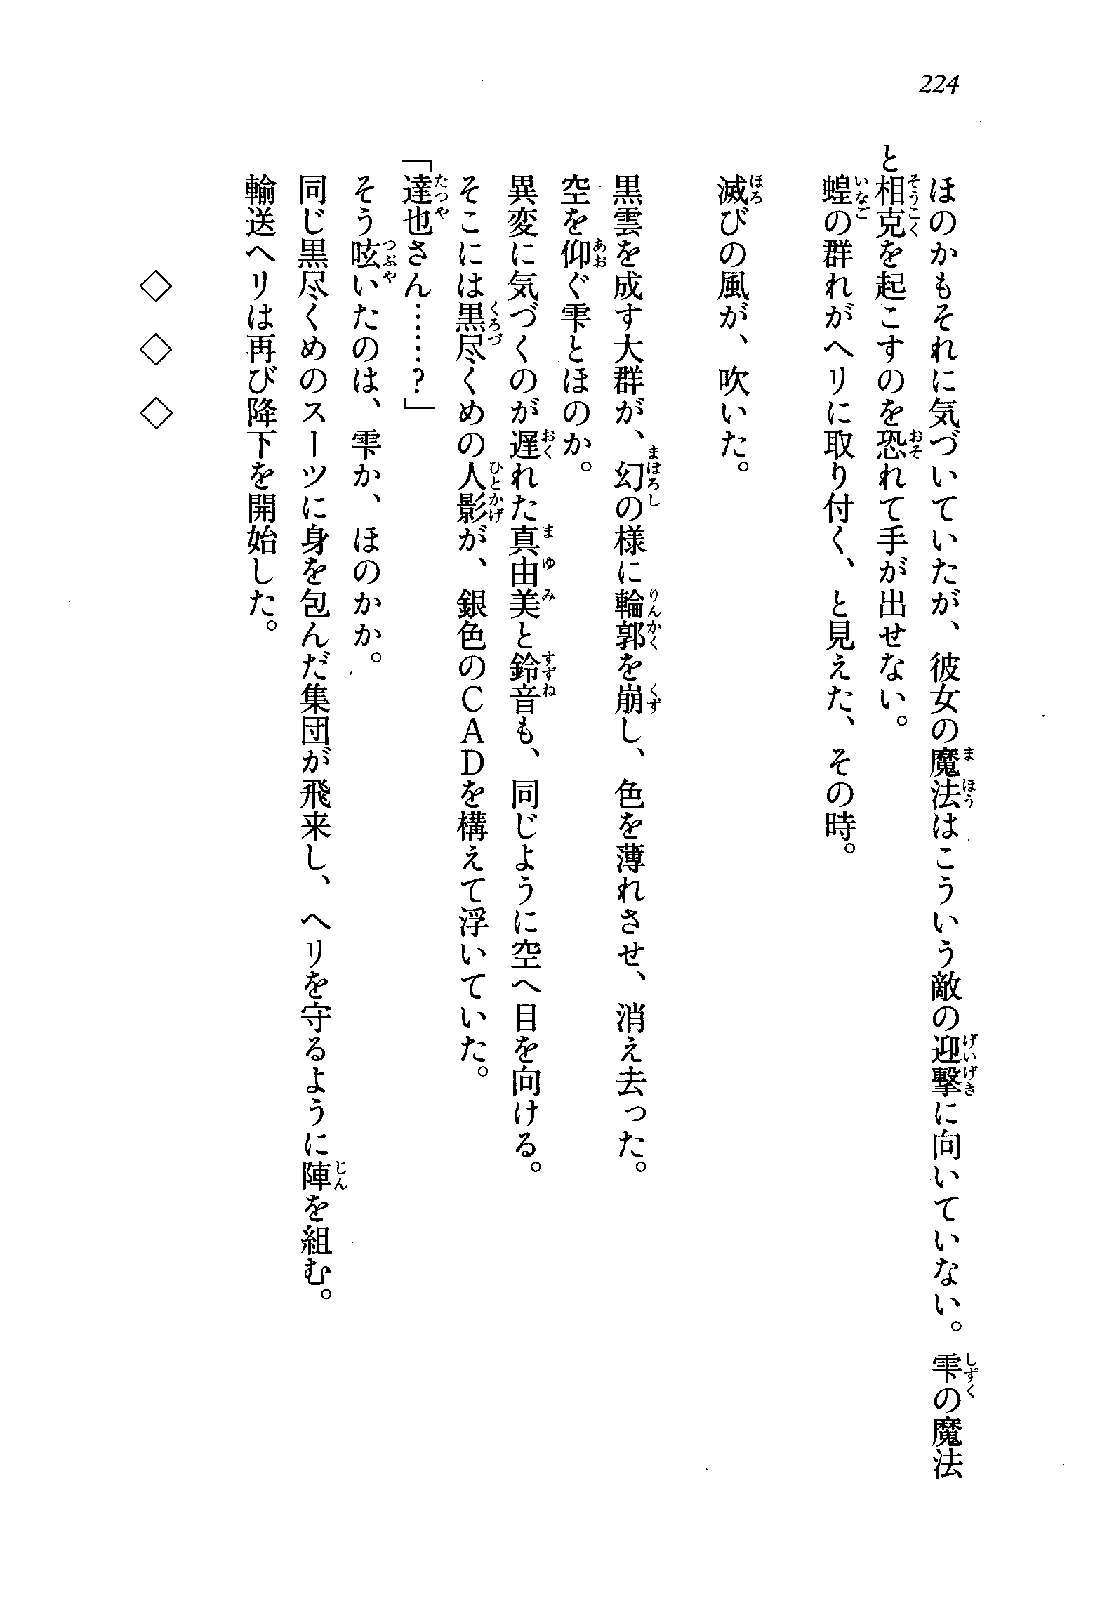 224
ほのかもそれに気づいていたが、彼女の魔法はこういう敵の迎撃に向いていない。雫の魔法
と相克を起こすのを恐れて手が出せない。
蝗の群れがヘリに取り付く、と見えた、その時。
滅びの風が、吹いた。
黒雲を成す大群が、幻の様に輪郭を崩し、色を薄れさせ、消え去った。
空を仰ぐ雫とほのか。
異変に気づくのが遅れた真由美と鈴音も、同じように空へ目を向ける。
そこには黒尽くめの人影が、銀色のCADを構えて浮いていた。
「達也さん……?」
そう呟いたのは、雫か、ほのかか。
同じ黒尽くめのスーツに身を包んだ集団が飛来し、ヘリを守るように陣を組む。
輸送ヘリは再び降下を開始した。
◇ ◇ ◇